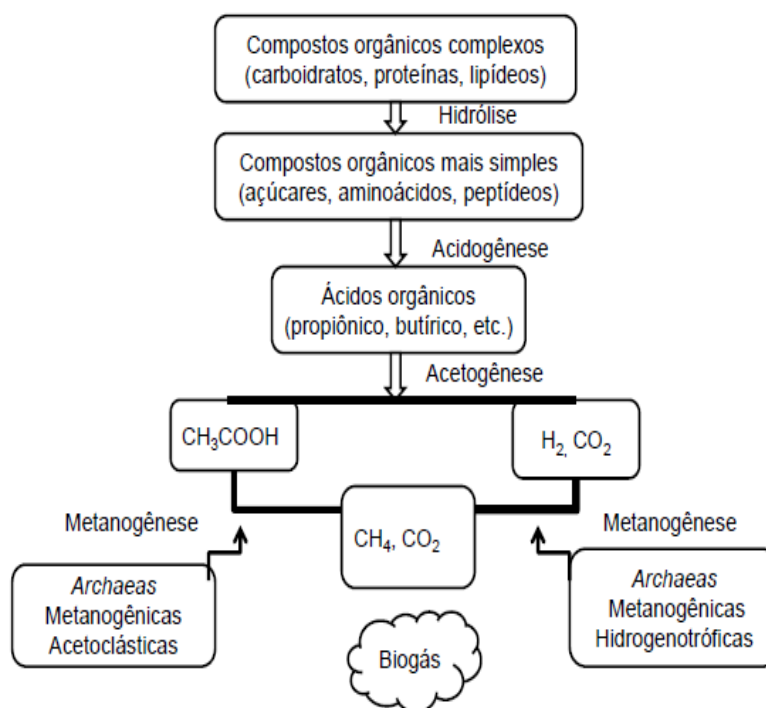 Compostos orgânicos complexos
(carboidratos, proteínas, lipídeos)
Hidrólise
Compostos orgânicos mais simples
(açúcares, aminoácidos, peptídeos)
Acidogênese
Ácidos orgânicos
(propiônico, butírico, etc.)
Acetogênese
CH₃COOH
H₂, CO₂
Metanogênese
CH₄, CO₂
Metanogênese
Archaeas
Metanogênicas
Acetoclásticas
Archaeas
Metanogênicas
Hidrogenotróficas
Biogás